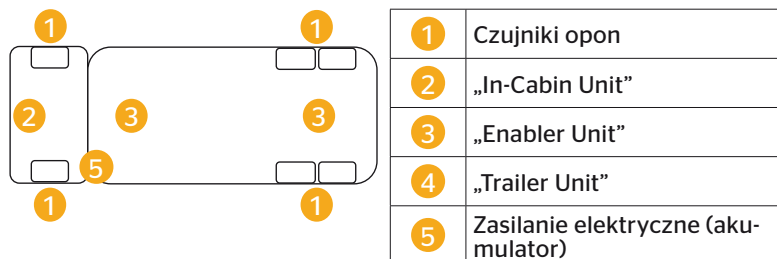 1
1
2
3
3
5
1
1
1 Czujniki opon
2 „In-Cabin Unit”
3 „Enabler Unit”
4 „Trailer Unit”
5 Zasilanie elektryczne (aku-
mulator)